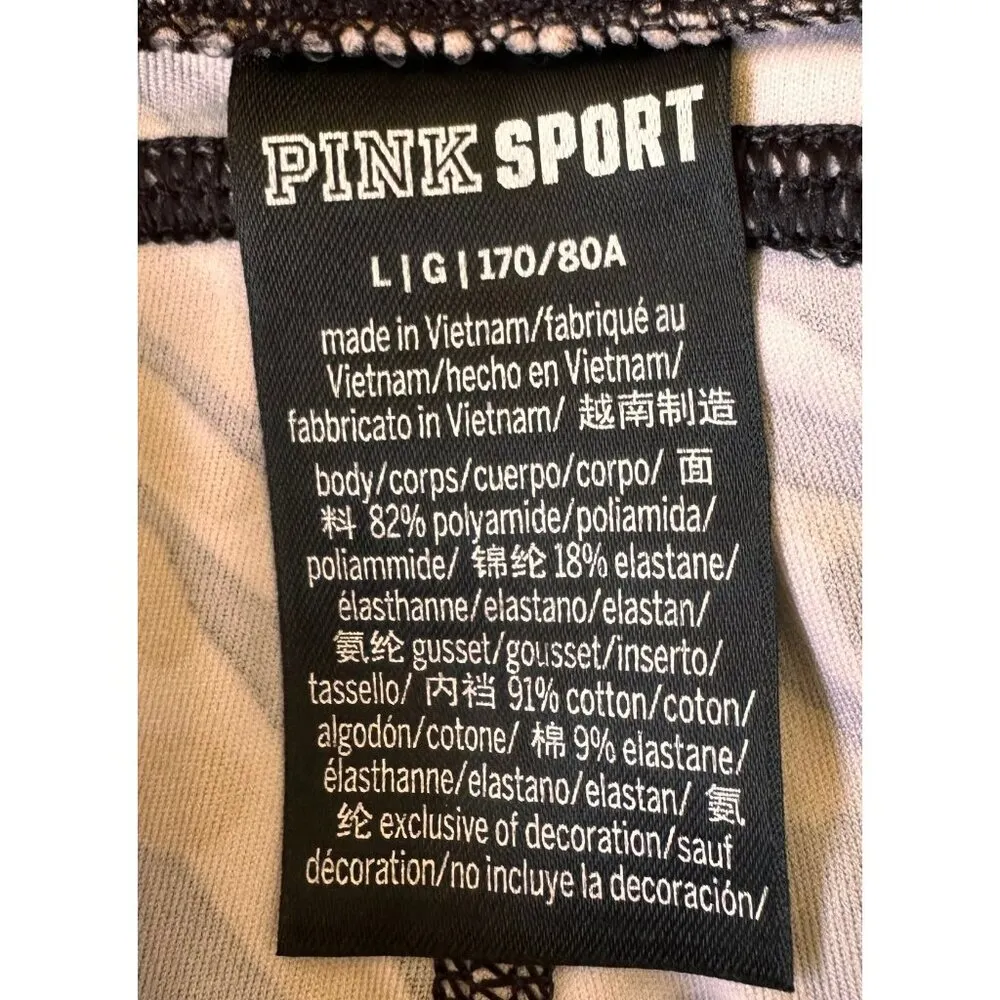 PINK SPORT
L | G | 170/80A
made in Vietnam/fabriqué au
Vietnam/hecho en Vietnam/
fabbricato in Vietnam/ 越南制造
body/corps/cuerpo/corpo/ 面
料 82% polyamide/poliamida/
poliammide/ 锦纶 18% elastane/
élasthanne/elastano/elastan/
氨纶 gusset/gousset/inserto/
tassello/ 内裆 91% cotton/coton/
algodón/cotone/ 棉 9% elastane/
élasthanne/elastano/elastan/ 氨
纶 exclusive of decoration/sauf
décoration/no incluye la decoración/